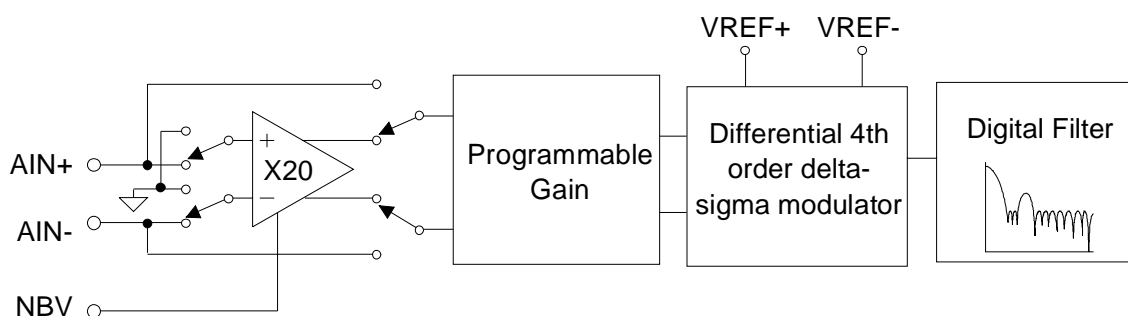 VREF+ VREF-
AIN+
AIN-
NBV
+
X20
−
Programmable
Gain
Differential 4th
order delta-
sigma modulator
Digital Filter